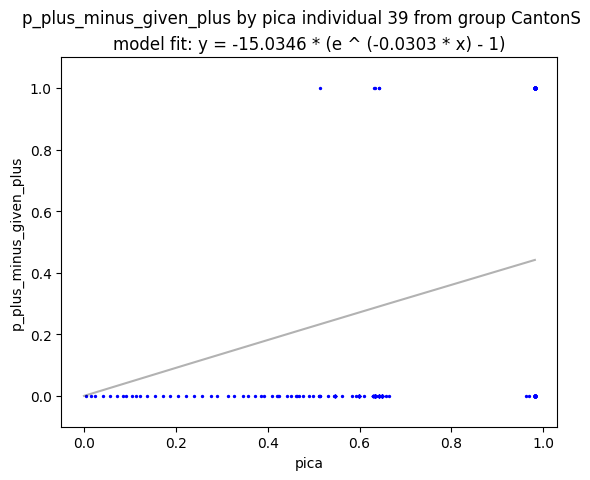 p_plus_minus_given_plus by pica individual 39 from group CantonS
model fit: y = -15.0346 * (e ^ (-0.0303 * x) - 1)
p_plus_minus_given_plus
1.0
0.8
0.6
0.4
0.2
0.0
0.0 0.2 0.4 0.6 0.8 1.0
pica